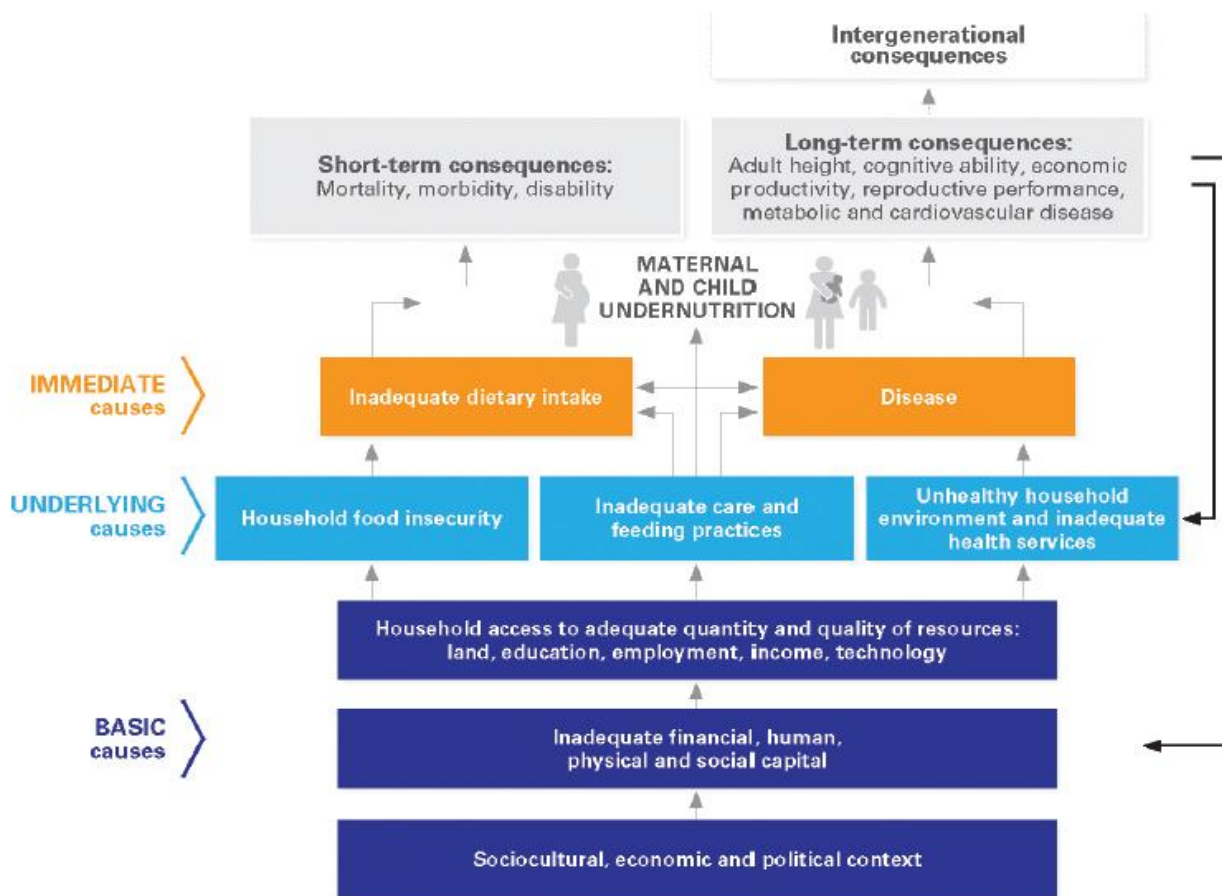 Intergenerational
consequences
Short-term consequences:
Mortality, morbidity, disability
Long-term consequences:
Adult height, cognitive ability, economic
productivity, reproductive performance,
metabolic and cardiovascular disease
MATERNAL
AND CHILD
UNDERNUTRITION
IMMEDIATE
causes
Inadequate dietary intake
Disease
UNDERLYING
causes
Household food insecurity
Inadequate care and
feeding practices
Unhealthy household
environment and inadequate
health services
Household access to adequate quantity and quality of resources:
land, education, employment, income, technology
BASIC
causes
Inadequate financial, human,
physical and social capital
Sociocultural, economic and political context